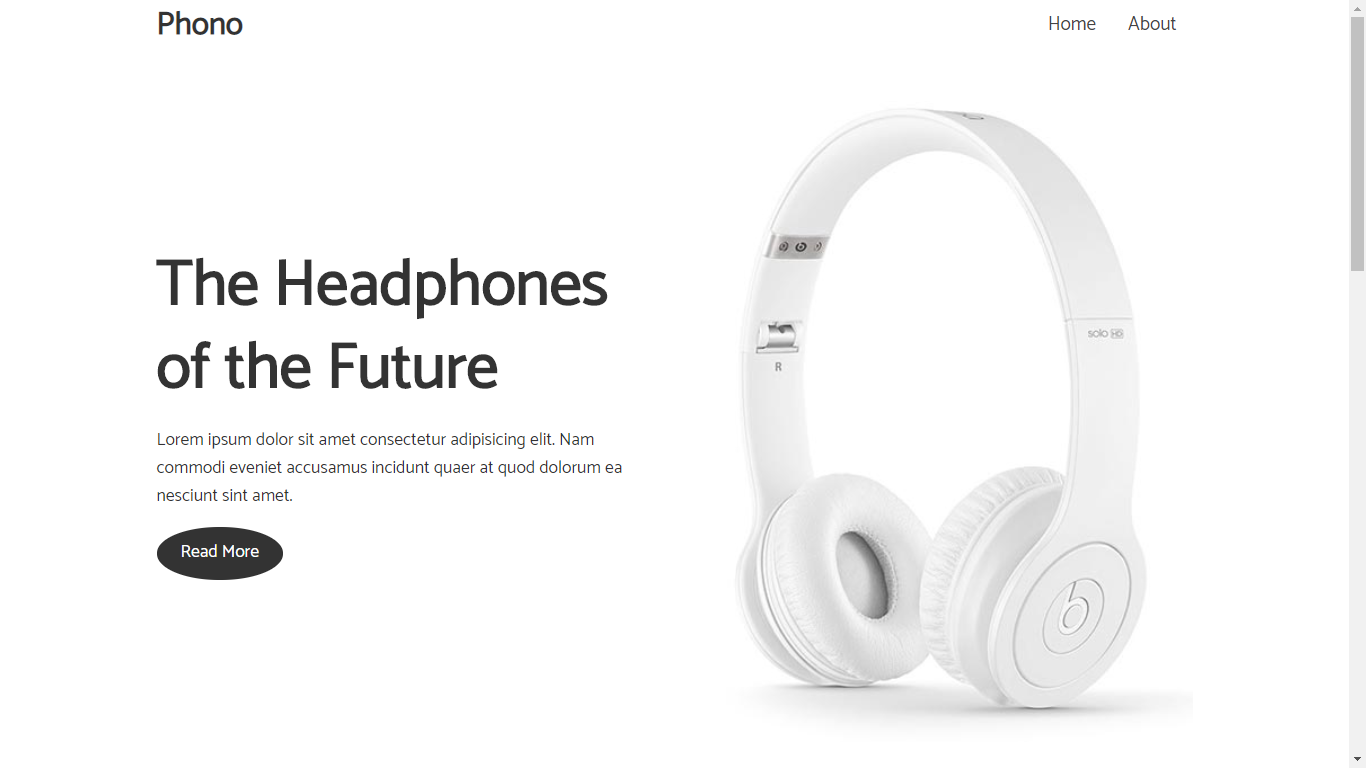 Phono
Home About
The Headphones
of the Future
Lorem ipsum dolor sit amet consectetur adipisicing elit. Nam
commodi eveniet accusamus incidunt quaer at quod dolorum ea
nesciunt sint amet.
Read More
solo HD
R
b